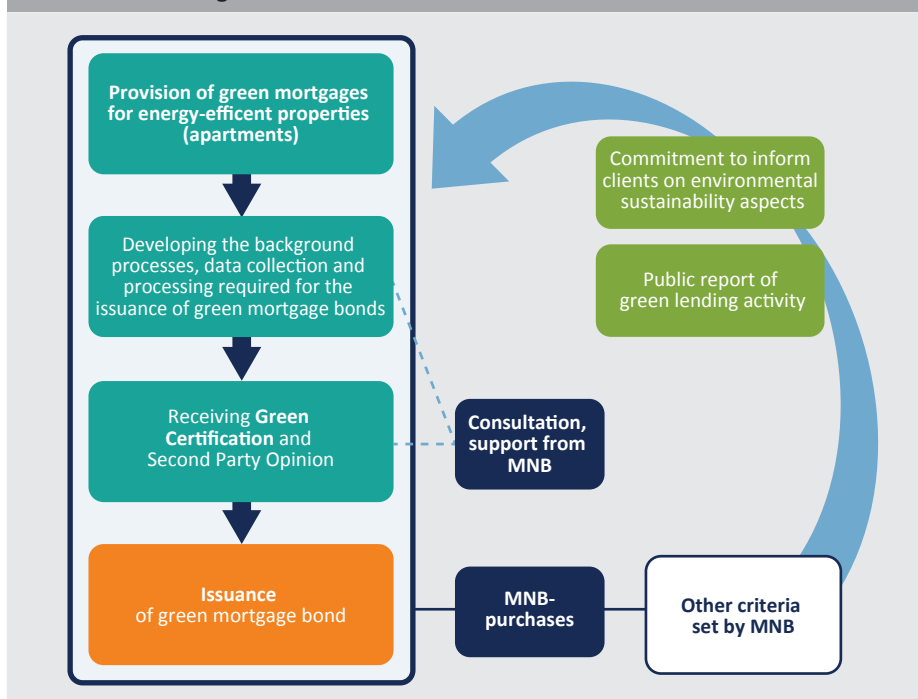 Provision of green mortgages
for energy-efficent properties
(apartments)
Developing the background
processes, data collection and
processing required for the
issuance of green mortgage bonds
Receiving Green
Certification and
Second Party Opinion
Issuance
of green mortgage bond
Commitment to inform
clients on environmental
sustainability aspects
Public report of
green lending activity
Consultation,
support from
MNB
MNB-
purchases
Other criteria
set by MNB